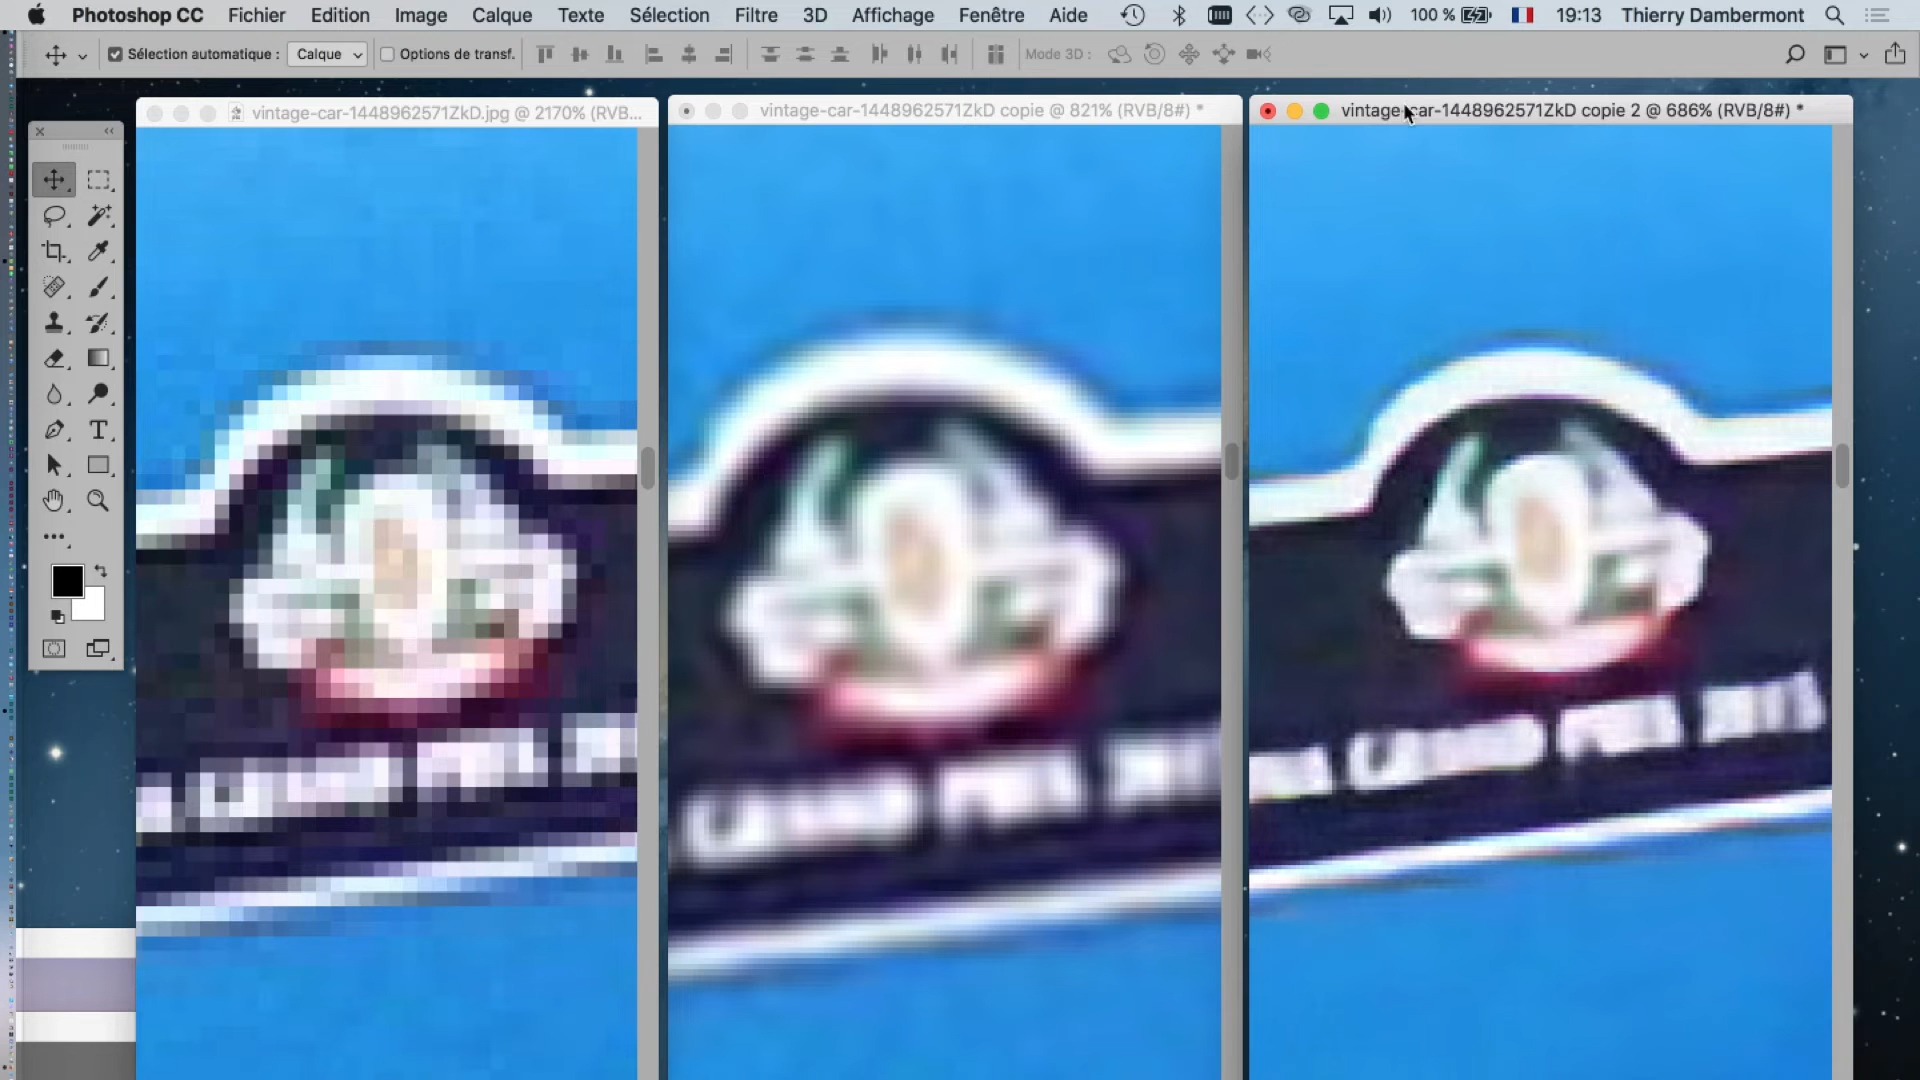 Photoshop CC Fichier Edition Image Calque Texte Sélection Filtre 3D Affichage Fenêtre Aide 100 % 19:13 Thierry Dambermont
Sélection automatique : Calque Options de transf. Mode 3D :
vintage-car-1448962571ZkD.jpg @ 2170% (RVB...
vintage-car-1448962571ZkD copie @ 821% (RVB/8#) *
vintage-car-1448962571ZkD copie 2 @ 686% (RVB/8#) *